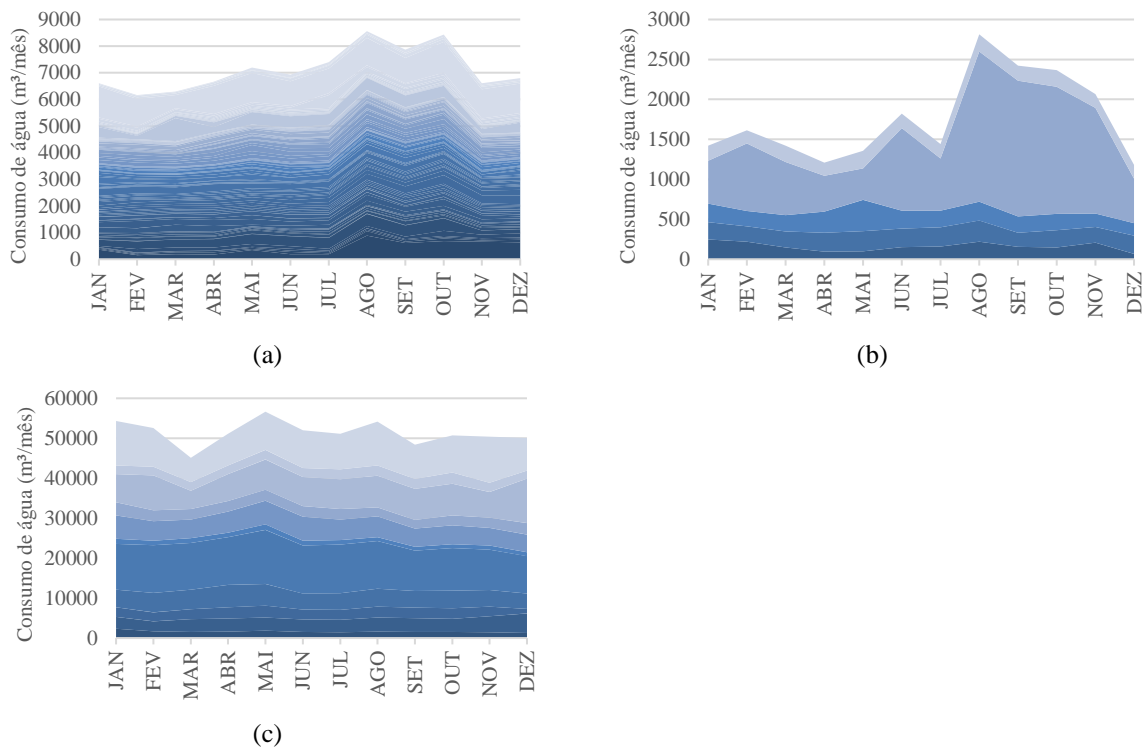 Consumo de água (m³/mês)
9000
8000
7000
6000
5000
4000
3000
2000
1000
0
JAN FEV MAR ABR MAI JUN JUL AGO SET OUT NOV DEZ
(a)
Consumo de água (m³/mês)
3000
2500
2000
1500
1000
500
0
JAN FEV MAR ABR MAI JUN JUL AGO SET OUT NOV DEZ
(b)
Consumo de água (m³/mês)
60000
50000
40000
30000
20000
10000
0
JAN FEV MAR ABR MAI JUN JUL AGO SET OUT NOV DEZ
(c)